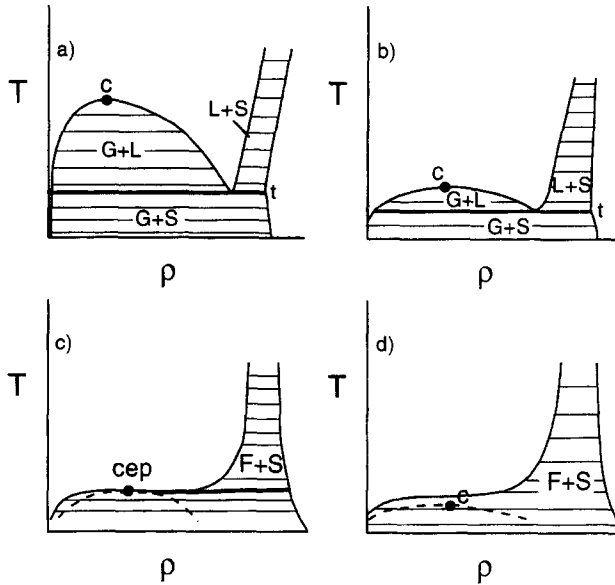 a)
T
c
L+S
G+L
t
G+S
ρ
b)
T
c
G+L
L+S
t
G+S
ρ
c)
T
cep
F+S
ρ
d)
T
c
F+S
ρ